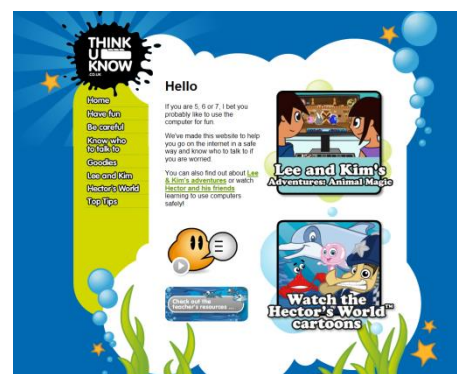 THINK
U
KNOW
.CO.UK
Home
Have fun
Be careful
Know who
to talk to
Goodies
Lee and Kim
Hector's World
Top Tips
Hello
If you are 5, 6 or 7, I bet you
probably like to use the
computer for fun.
We've made this website to help
you go on the internet in a safe
way and know who to talk to if
you are worried.
You can also find out about Lee
& Kim's adventures or watch
Hector and his friends
learning to use computers
safely!
Check out the
teacher's resources ...
Lee and Kim's
Adventures: Animal Magic
Watch the
Hector's World™
cartoons